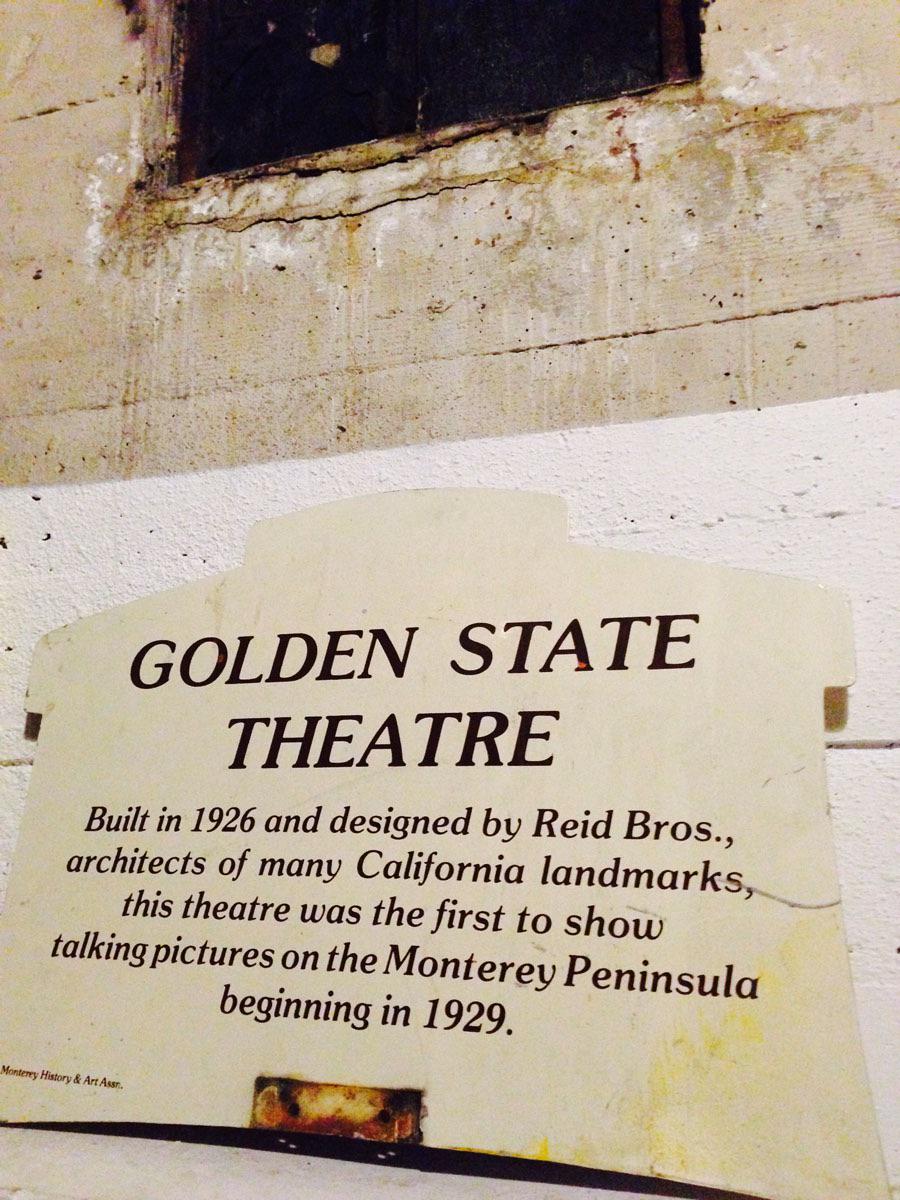 GOLDEN STATE
THEATRE
Built in 1926 and designed by Reid Bros.,
architects of many California landmarks,
this theatre was the first to show
talking pictures on the Monterey Peninsula
beginning in 1929.
Monterey History & Art Assn.